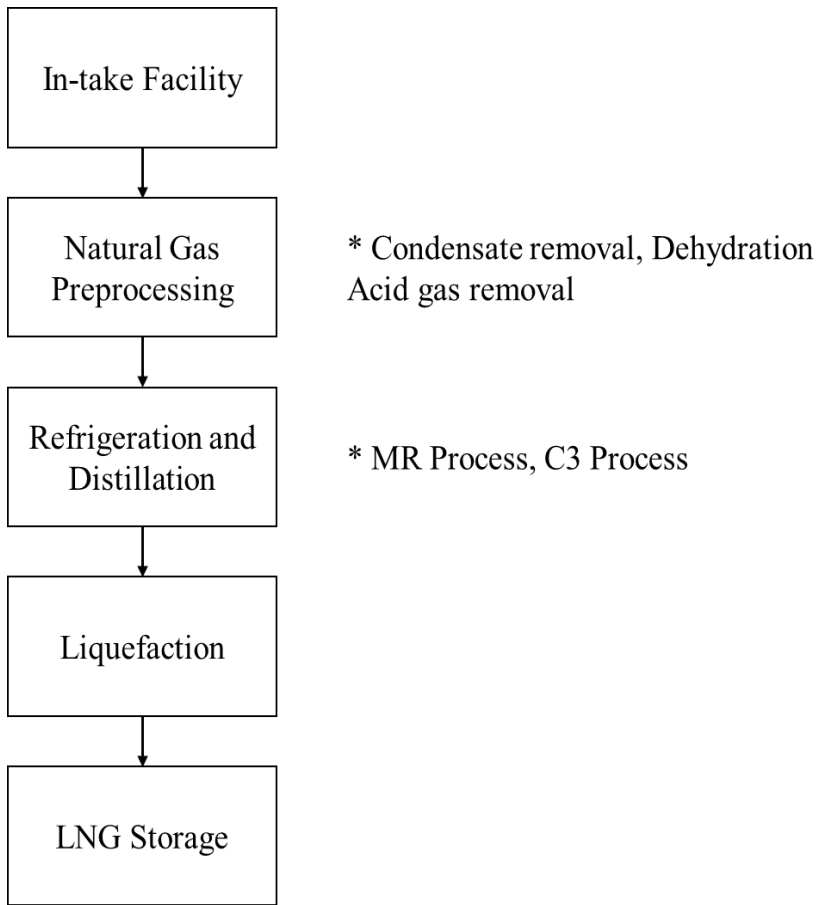 In-take Facility
Natural Gas
Preprocessing
* Condensate removal, Dehydration
Acid gas removal
Refrigeration and
Distillation
* MR Process, C3 Process
Liquefaction
LNG Storage